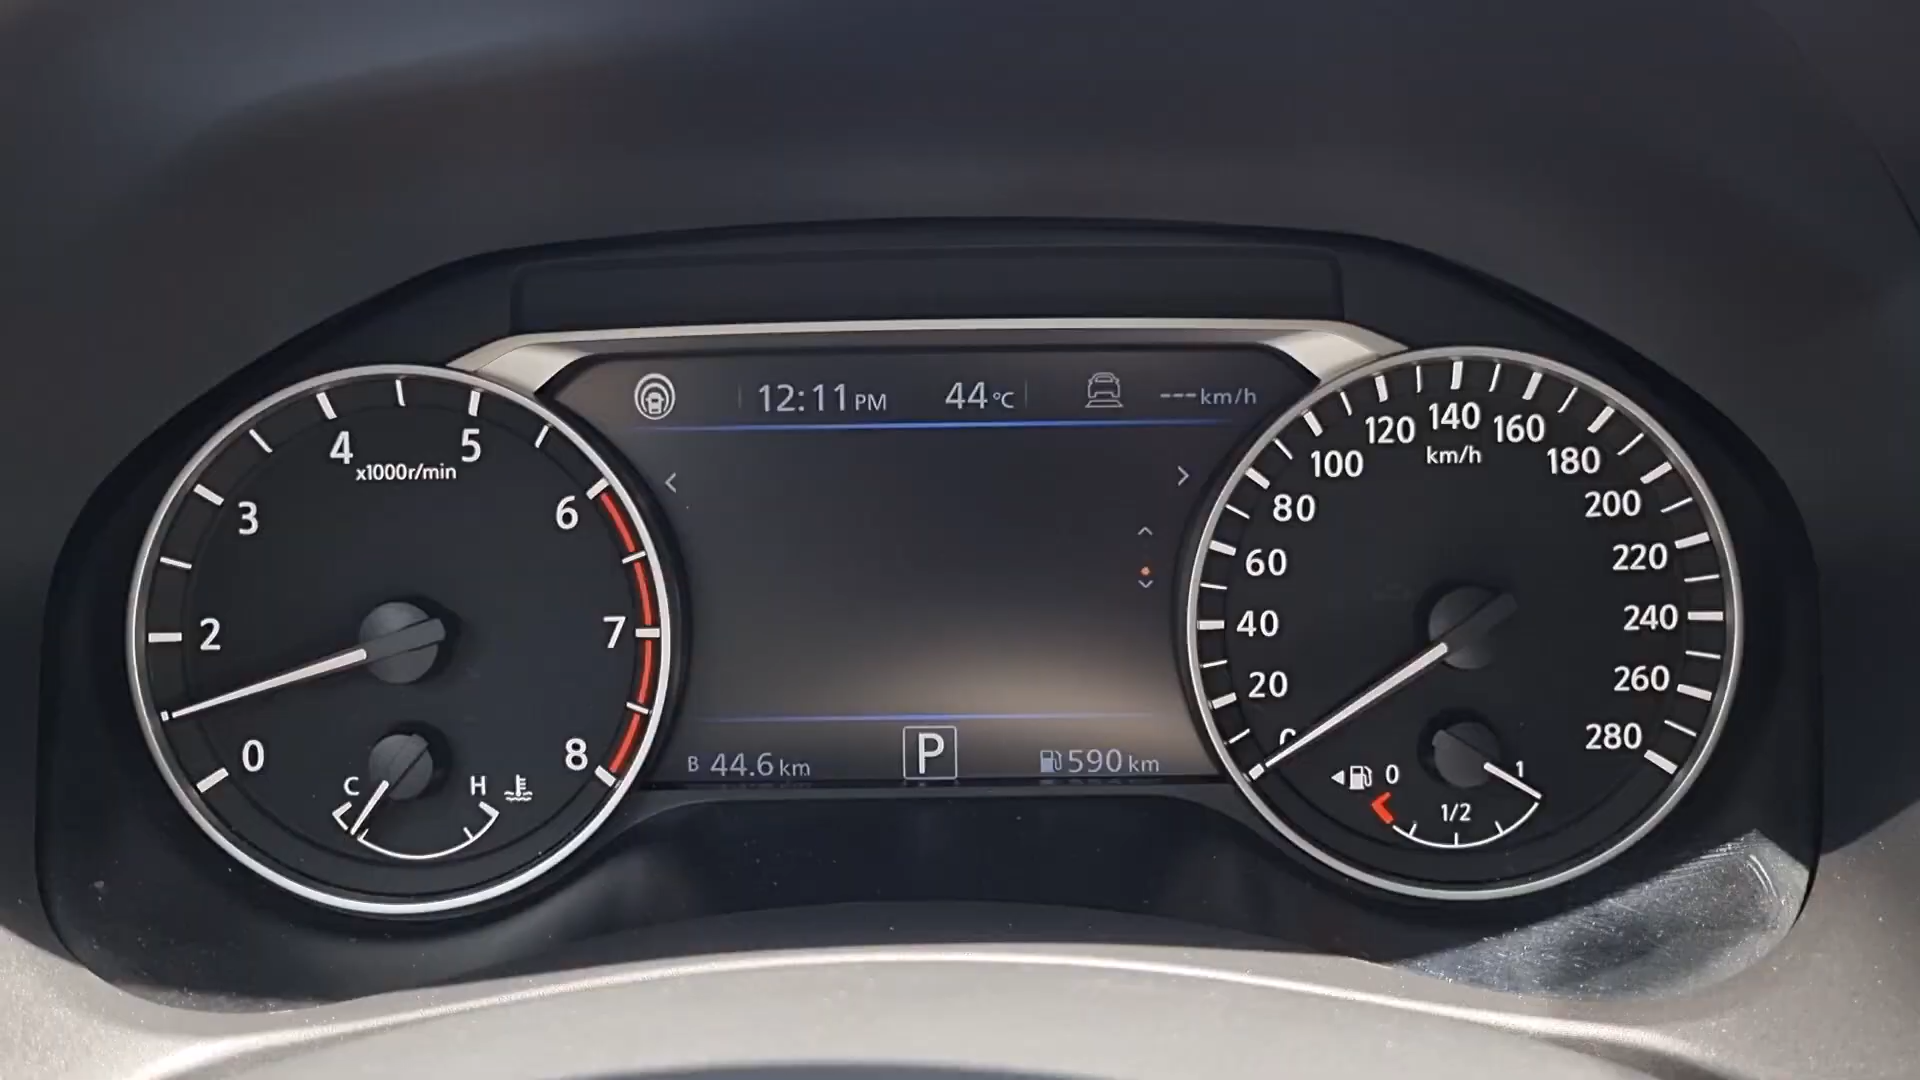 12:11 PM 44°C ---km/h
4 5
x1000r/min
3 6
2 7
0 8
C H
B 44.6 km P 590 km
120 140 160
km/h
100 180
80 200
60 220
40 240
20 260
0 280
0 1
1/2